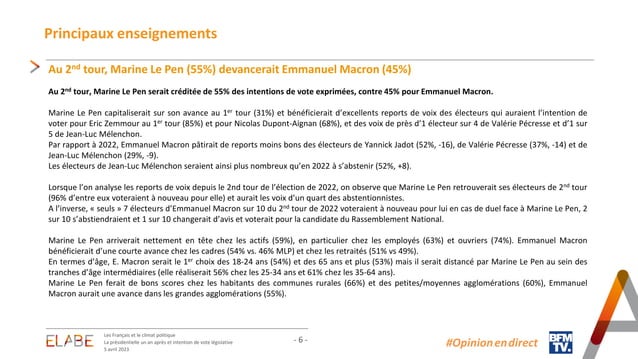 Principaux enseignements
Au 2nd tour, Marine Le Pen (55%) devancerait Emmanuel Macron (45%)
Au 2nd tour, Marine Le Pen serait créditée de 55% des intentions de vote exprimées, contre 45% pour Emmanuel Macron.
Marine Le Pen capitaliserait sur son avance au 1er tour (31%) et bénéficierait d'excellents reports de voix des électeurs qui auraient l'intention de
voter pour Eric Zemmour au 1er tour (85%) et pour Nicolas Dupont-Aignan (68%), et des voix de près d'1 électeur sur 4 de Valérie Pécresse et d'1 sur
5 de Jean-Luc Mélenchon.
Par rapport à 2022, Emmanuel Macron pâtirait de reports moins bons des électeurs de Yannick Jadot (52%, -16), de Valérie Pécresse (37%, -14) et de
Jean-Luc Mélenchon (29%, -9).
Les électeurs de Jean-Luc Mélenchon seraient ainsi plus nombreux qu'en 2022 à s'abstenir (52%, +8).
Lorsque l'on analyse les reports de voix depuis le 2nd tour de l'élection de 2022, on observe que Marine Le Pen retrouverait ses électeurs de 2nd tour
(96% d'entre eux voteraient à nouveau pour elle) et aurait les voix d'un quart des abstentionnistes.
A l'inverse, « seuls » 7 électeurs d'Emmanuel Macron sur 10 du 2nd tour de 2022 voteraient à nouveau pour lui en cas de duel face à Marine Le Pen, 2
sur 10 s'abstiendraient et 1 sur 10 changerait d'avis et voterait pour la candidate du Rassemblement National.
Marine Le Pen arriverait nettement en tête chez les actifs (59%), en particulier chez les employés (63%) et ouvriers (74%). Emmanuel Macron
bénéficierait d'une courte avance chez les cadres (54% vs. 46% MLP) et chez les retraités (51% vs 49%).
En termes d'âge, E. Macron serait le 1er choix des 18-24 ans (54%) et des 65 ans et plus (53%) mais il serait distancé par Marine Le Pen au sein des
tranches d'âge intermédiaires (elle réaliserait 56% chez les 25-34 ans et 61% chez les 35-64 ans).
Marine Le Pen ferait de bons scores chez les habitants des communes rurales (66%) et des petites/moyennes agglomérations (60%), Emmanuel
Macron aurait une avance dans les grandes agglomérations (55%).
ELABE
Les Français et le climat politique
La présidentielle un an après et intention de vote législative
5 avril 2023
- 6 -
#Opinionendirect
BFM
TV.